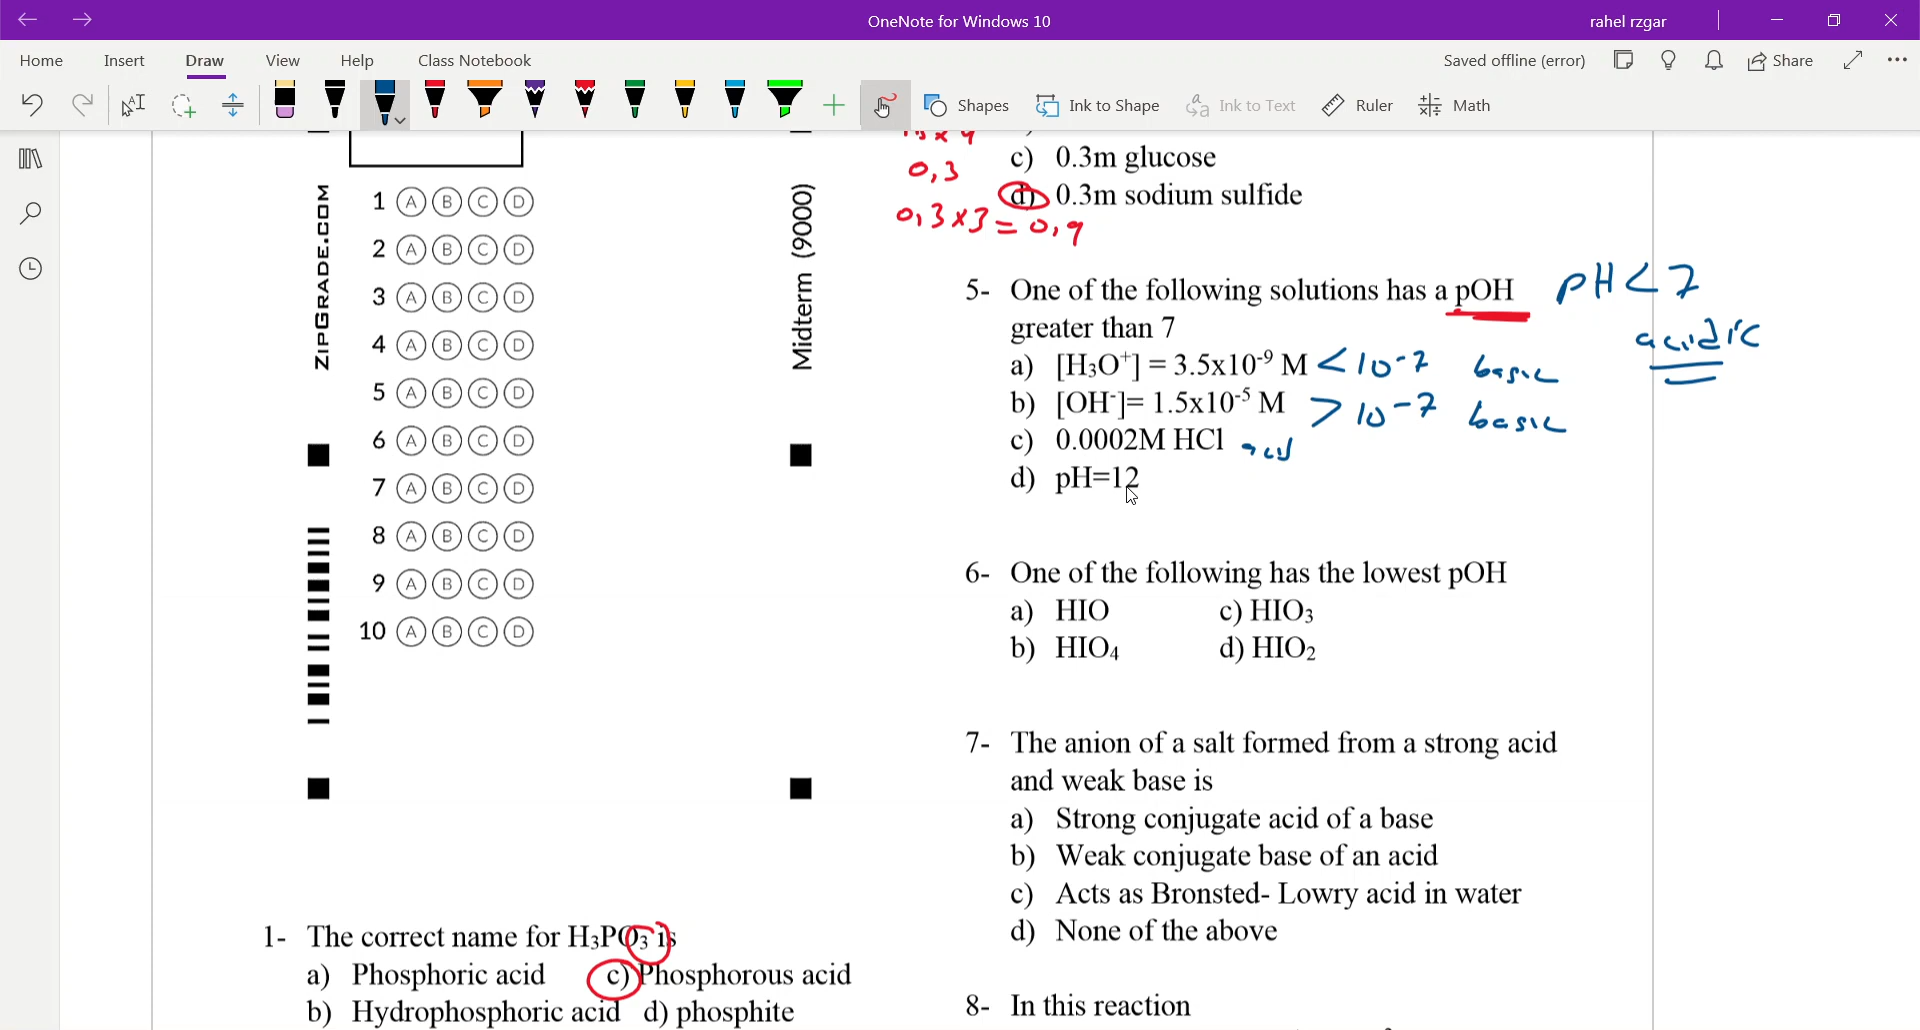 OneNote for Windows 10
rahel rzgar
Home Insert Draw View Help Class Notebook
Saved offline (error) Share
Shapes Ink to Shape Ink to Text Ruler Math
ZIPGRADE.COM
Midterm (9000)
1 A B C D
2 A B C D
3 A B C D
4 A B C D
5 A B C D
6 A B C D
7 A B C D
8 A B C D
9 A B C D
10 A B C D
1- The correct name for H₃PO₃ is
a) Phosphoric acid c) Phosphorous acid
b) Hydrophosphoric acid d) phosphite
c) 0.3m glucose
0,3
d) 0.3m sodium sulfide
0,3x3=0,9
5- One of the following solutions has a pOH pH<7
greater than 7 acidic
a) [H₃O⁺] = 3.5x10⁻⁹ M <10⁻⁷ basic
b) [OH⁻]= 1.5x10⁻⁵ M >10⁻⁷ basic
c) 0.0002M HCl acid
d) pH=12
6- One of the following has the lowest pOH
a) HIO c) HIO₃
b) HIO₄ d) HIO₂
7- The anion of a salt formed from a strong acid
and weak base is
a) Strong conjugate acid of a base
b) Weak conjugate base of an acid
c) Acts as Bronsted- Lowry acid in water
d) None of the above
8- In this reaction